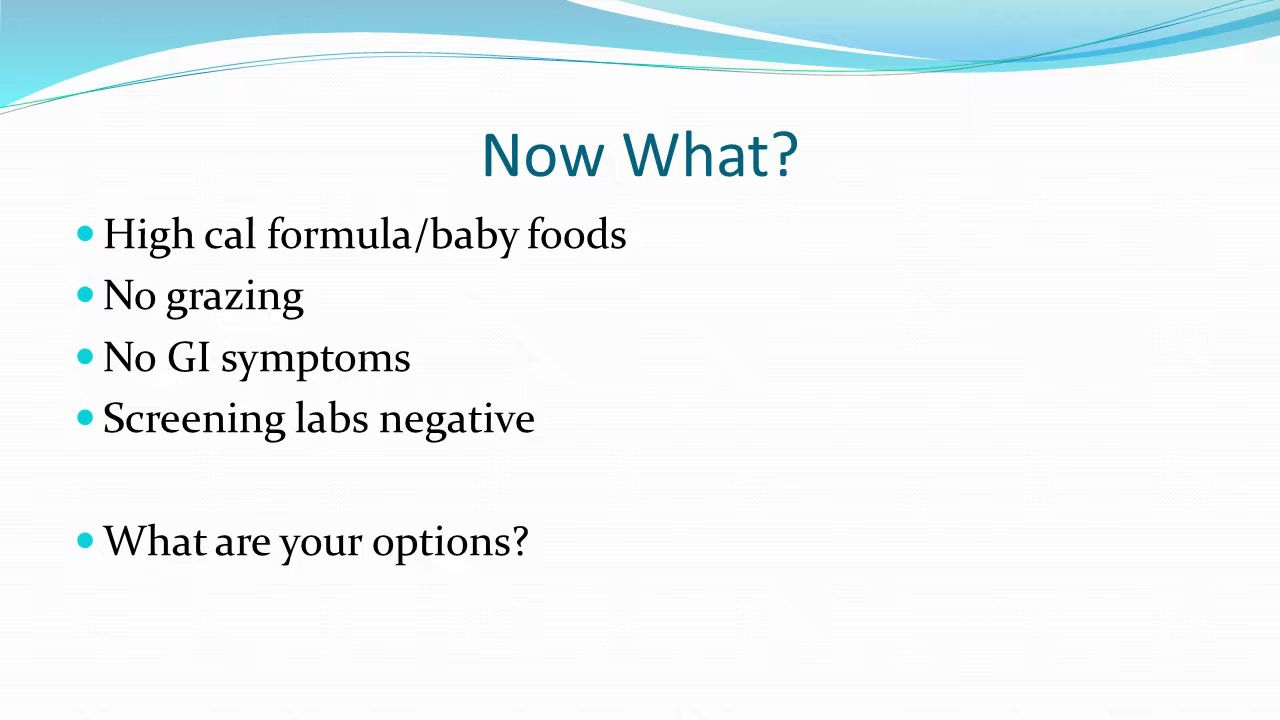 Now What?
High cal formula/baby foods
No grazing
No GI symptoms
Screening labs negative
What are your options?